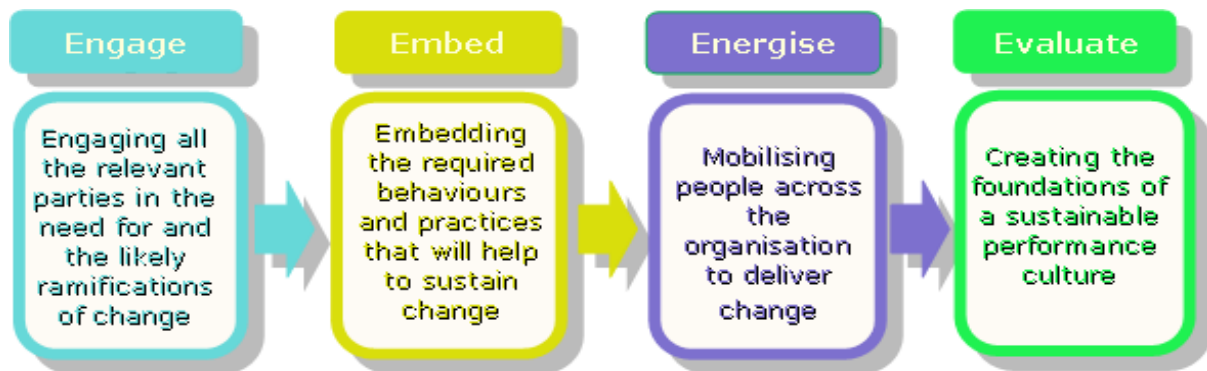 Engage
Engaging all
the relevant
parties in the
need for and
the likely
ramifications
of change
Embed
Embedding
the required
behaviours
and practices
that will help
to sustain
change
Energise
Mobilising
people across
the
organisation
to deliver
change
Evaluate
Creating the
foundations of
a sustainable
performance
culture